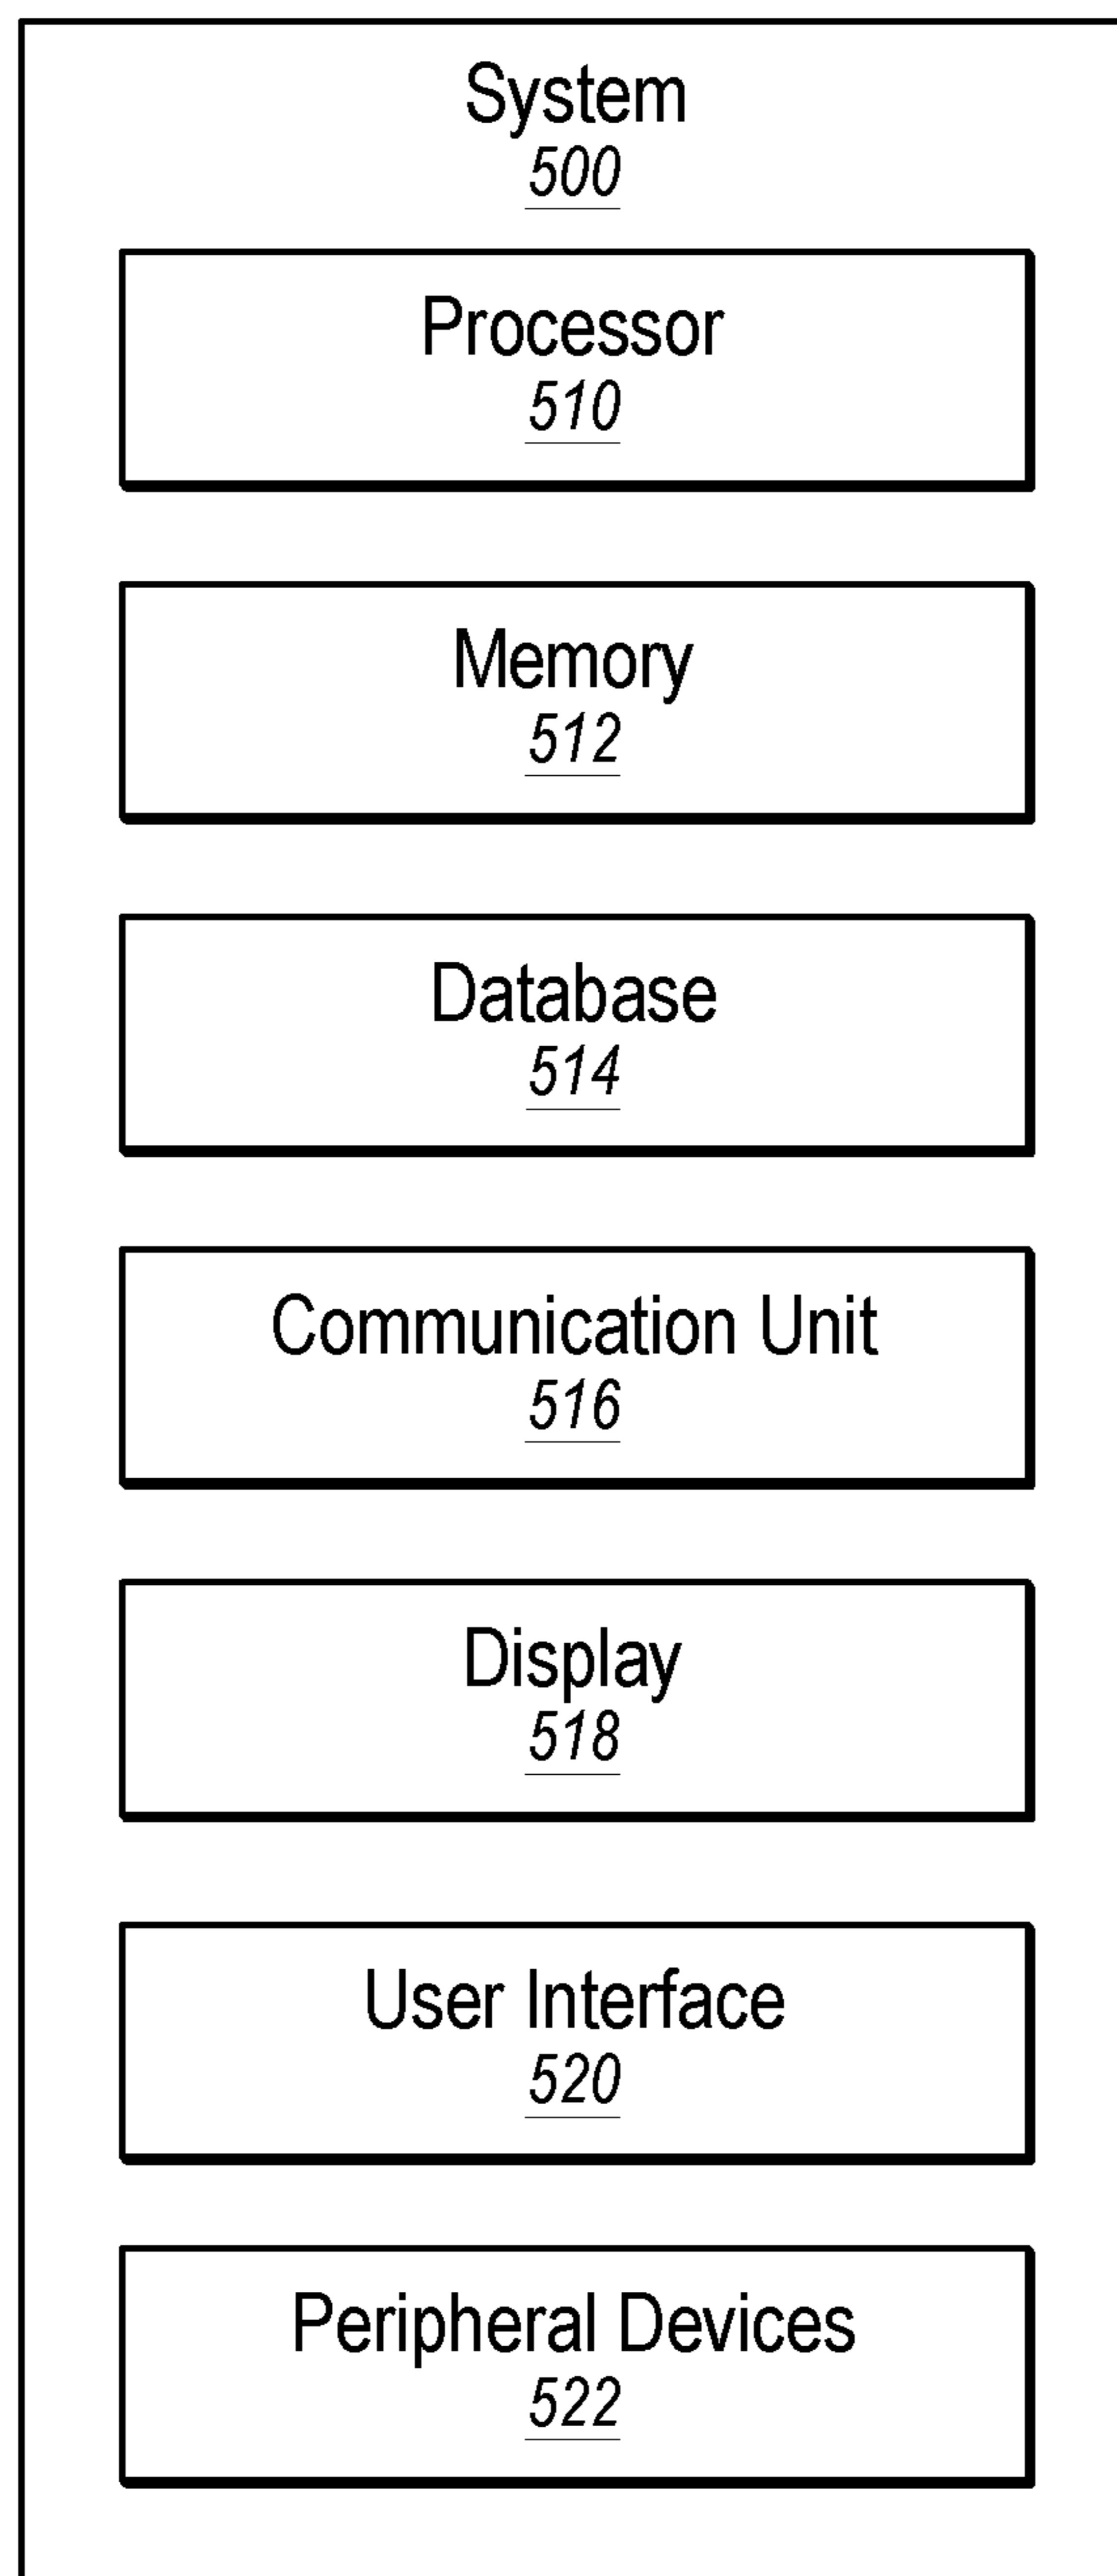 System
500
Processor
510
Memory
512
Database
514
Communication Unit
516
Display
518
User Interface
520
Peripheral Devices
522